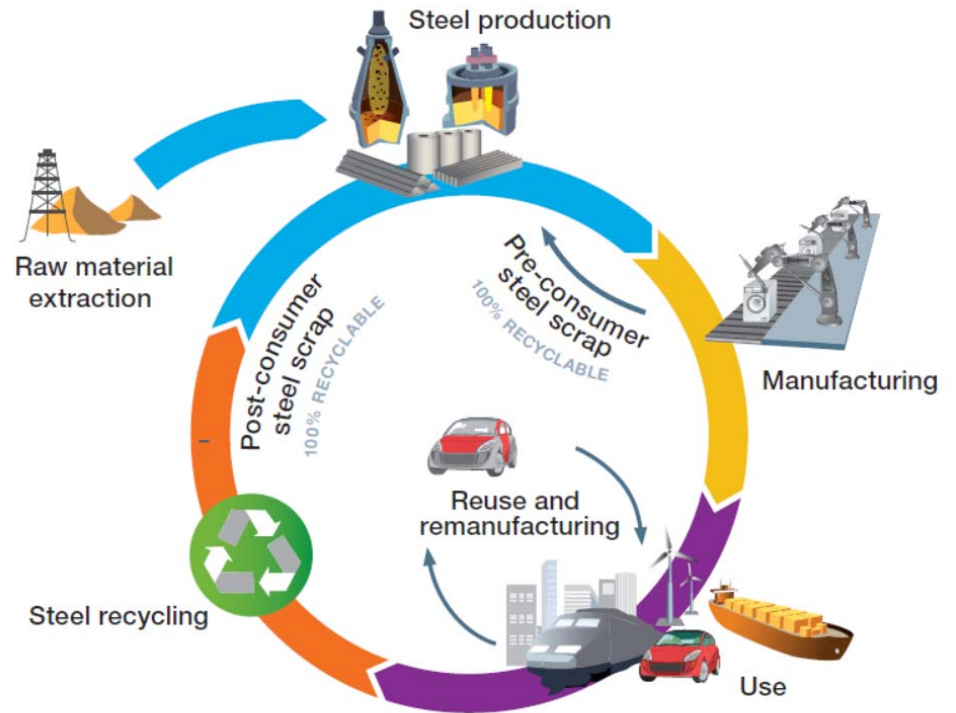 Steel production
Raw material
extraction
Post-consumer
steel scrap
100% RECYCLABLE
Pre-consumer
steel scrap
100% RECYCLABLE
Manufacturing
Reuse and
remanufacturing
Steel recycling
Use